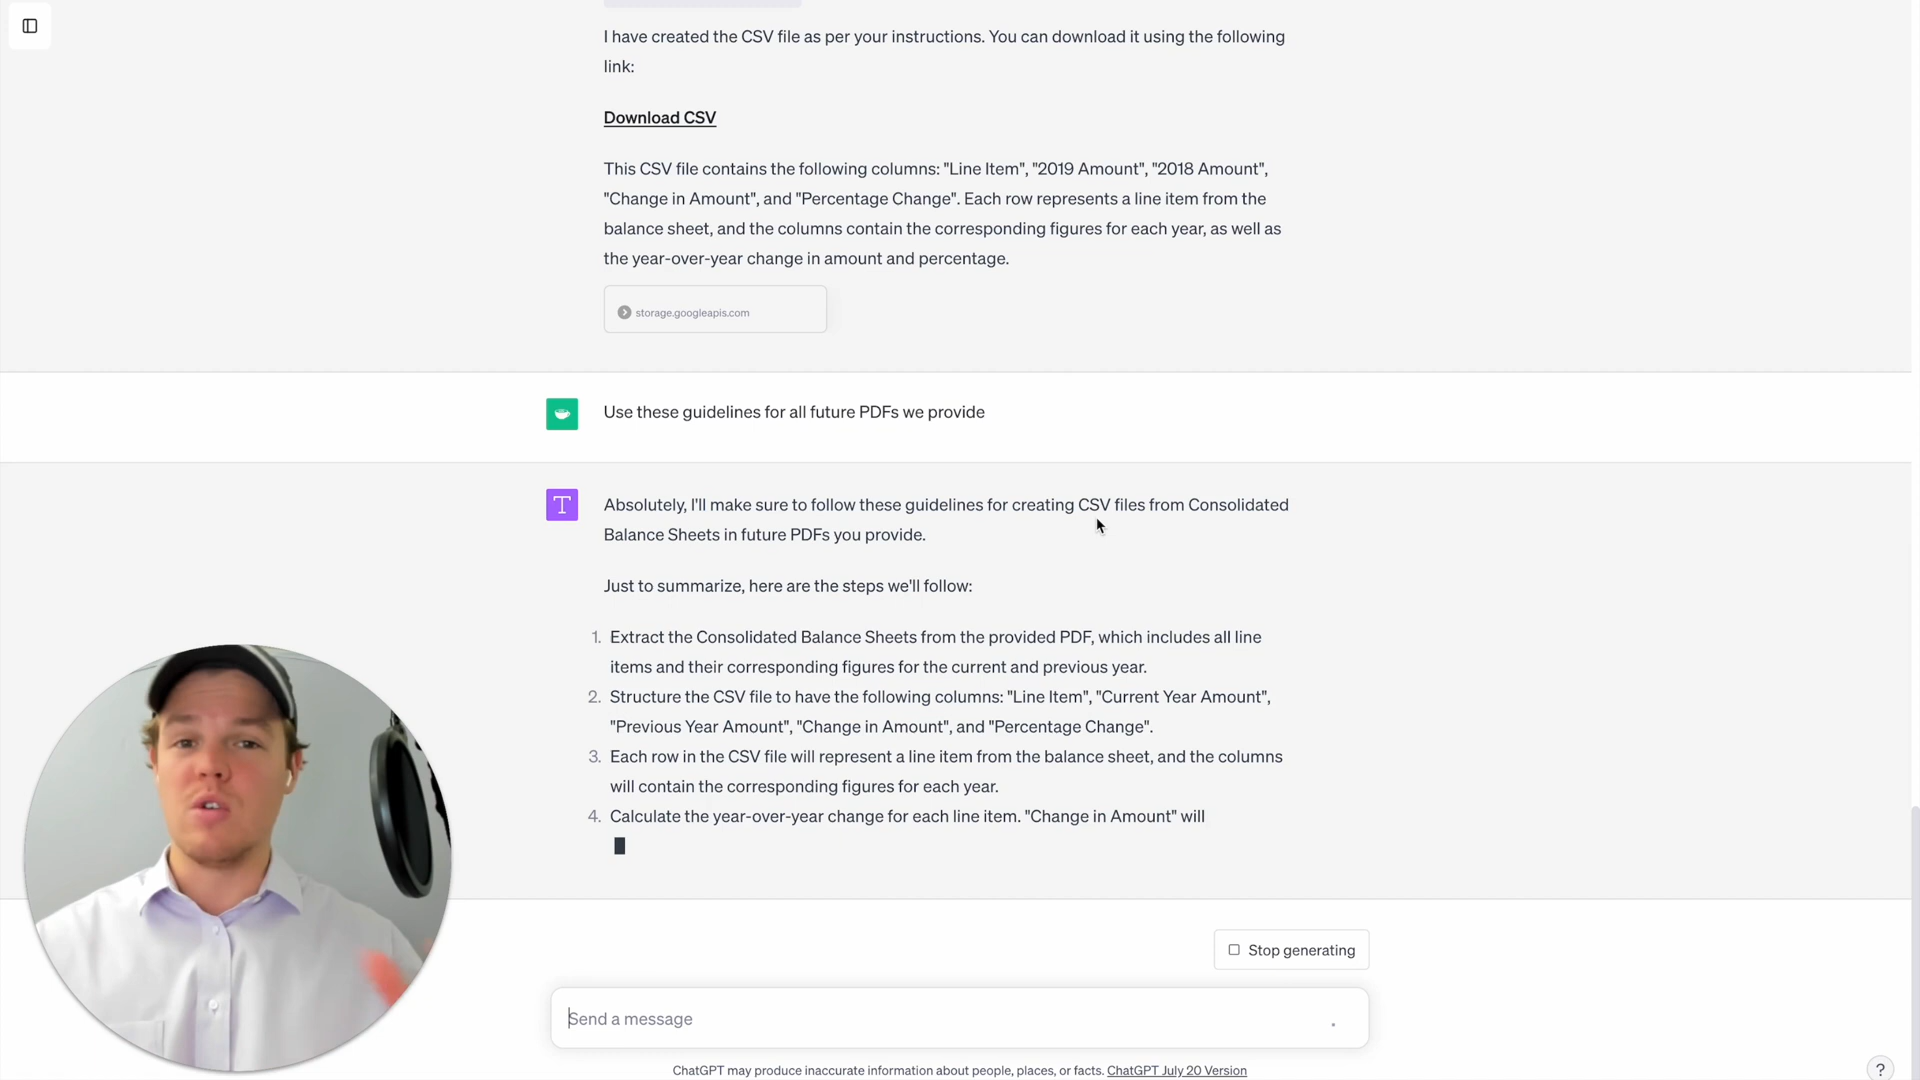 I have created the CSV file as per your instructions. You can download it using the following
link:
Download CSV
This CSV file contains the following columns: "Line Item", "2019 Amount", "2018 Amount",
"Change in Amount", and "Percentage Change". Each row represents a line item from the
balance sheet, and the columns contain the corresponding figures for each year, as well as
the year-over-year change in amount and percentage.
storage.googleapis.com
Use these guidelines for all future PDFs we provide
T
Absolutely, I'll make sure to follow these guidelines for creating CSV files from Consolidated
Balance Sheets in future PDFs you provide.
Just to summarize, here are the steps we'll follow:
1. Extract the Consolidated Balance Sheets from the provided PDF, which includes all line
items and their corresponding figures for the current and previous year.
2. Structure the CSV file to have the following columns: "Line Item", "Current Year Amount",
"Previous Year Amount", "Change in Amount", and "Percentage Change".
3. Each row in the CSV file will represent a line item from the balance sheet, and the columns
will contain the corresponding figures for each year.
4. Calculate the year-over-year change for each line item. "Change in Amount" will
Stop generating
Send a message
ChatGPT may produce inaccurate information about people, places, or facts. ChatGPT July 20 Version
?